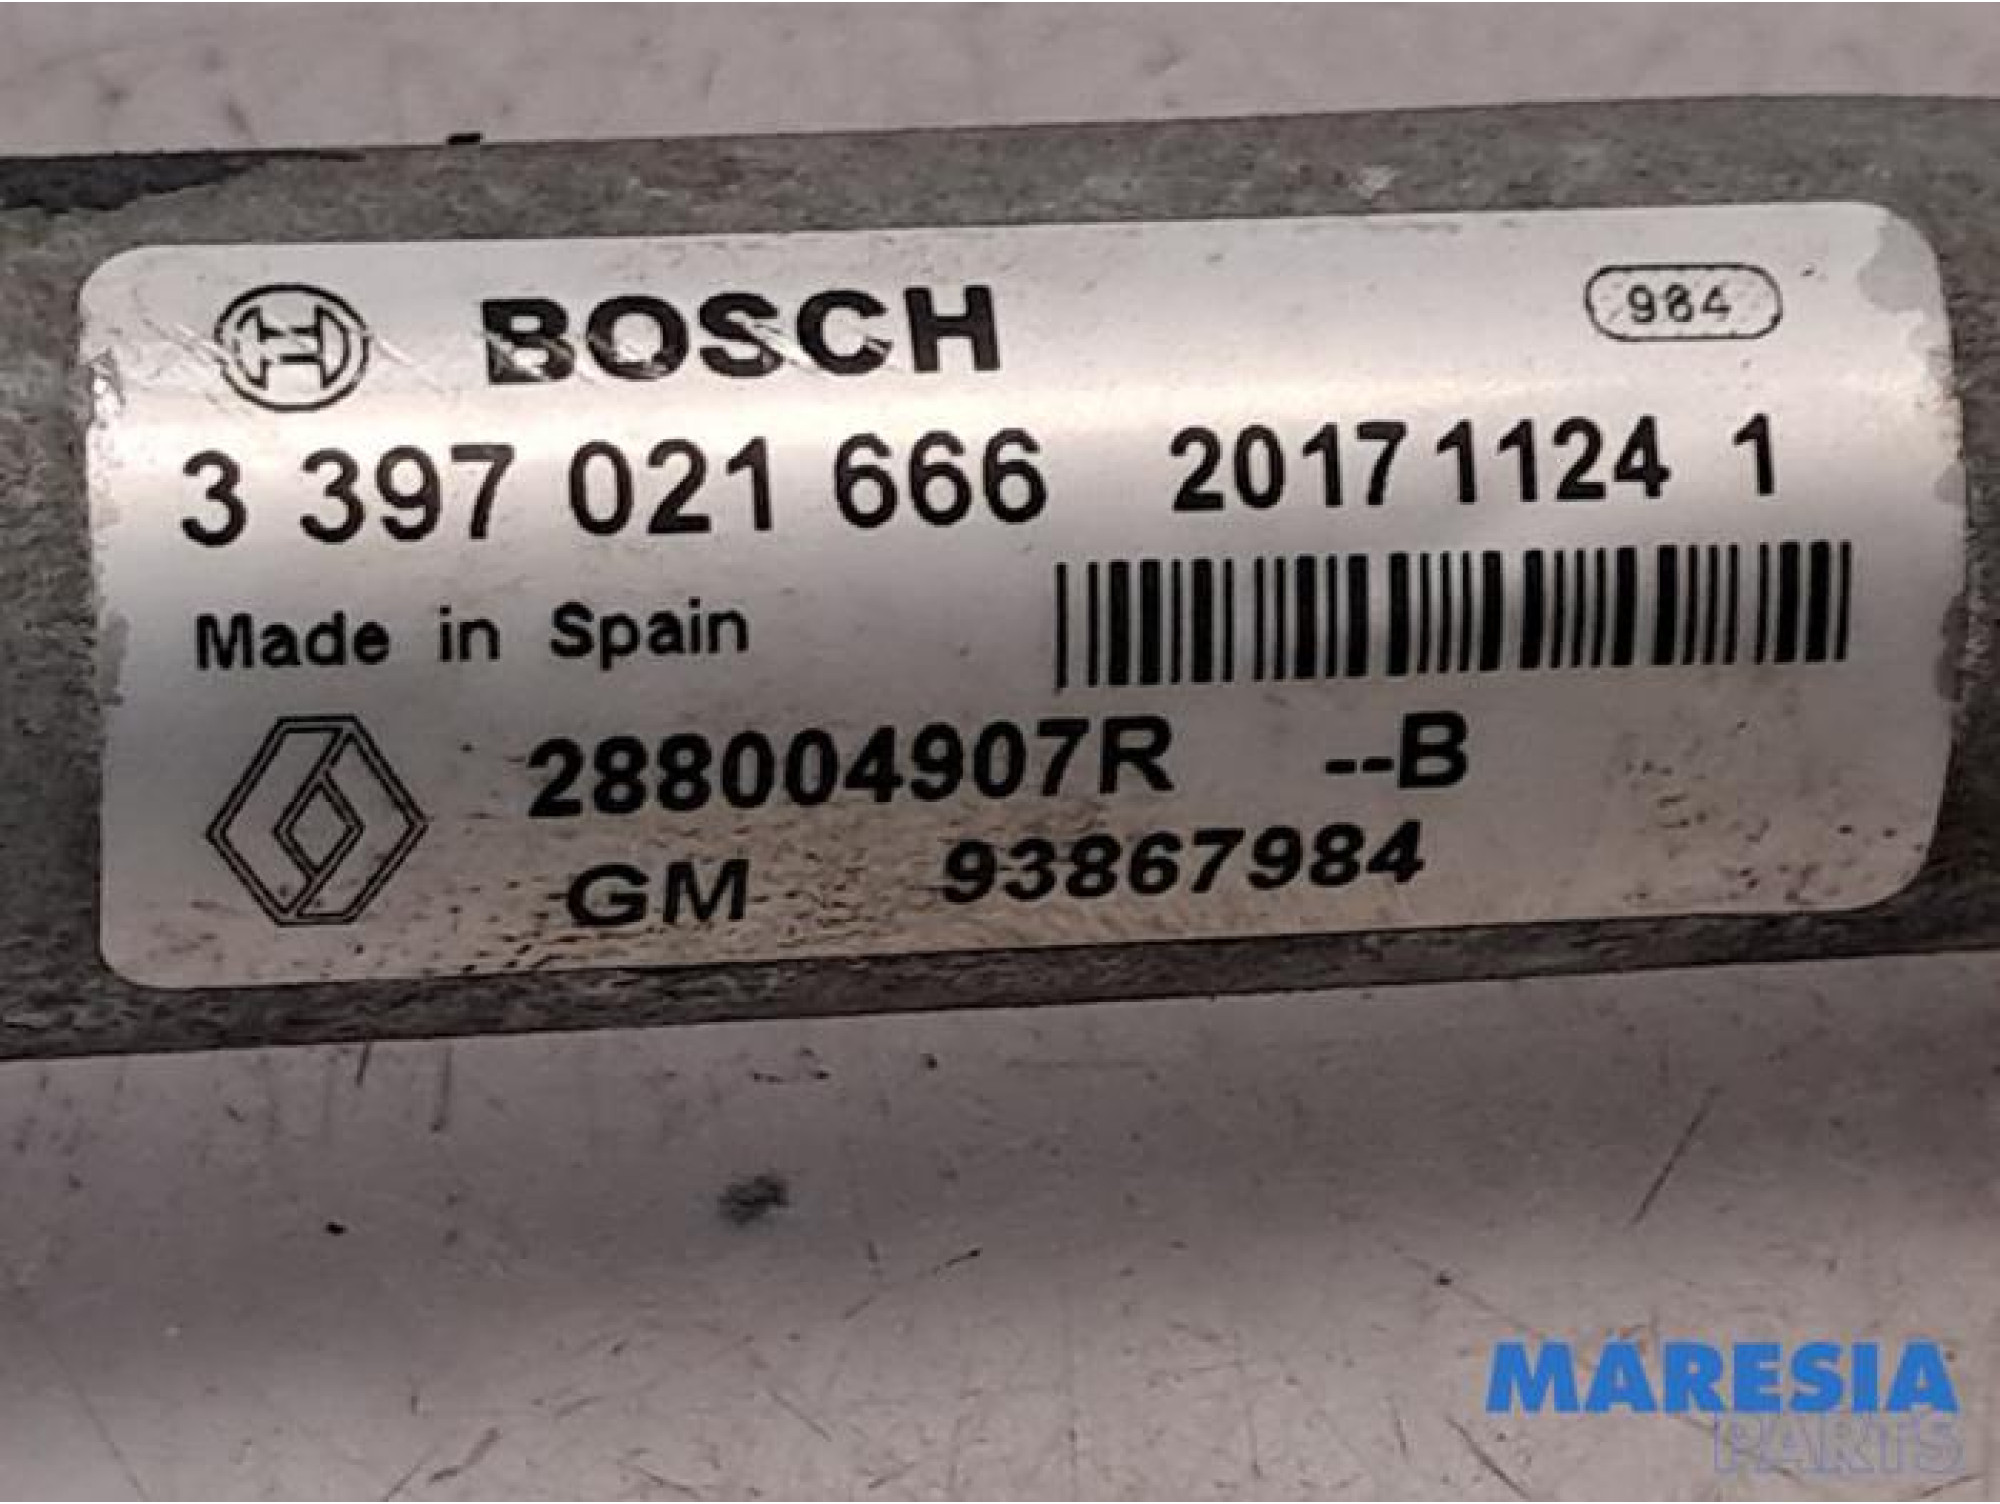 BOSCH 984
3 397 021 666 20171124 1
Made in Spain
288004907R --B
GM 93867984
MARESIA
PARTS